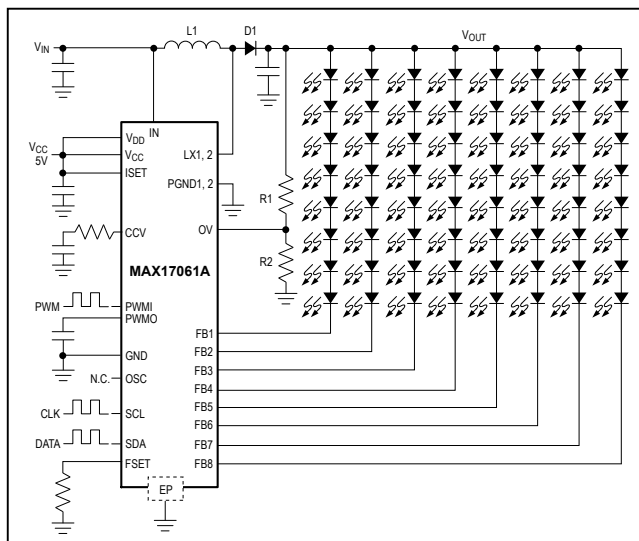 VIN
L1
D1
VOUT
IN
VDD
VCC
5V
VCC
ISET
LX1, 2
PGND1, 2
R1
CCV
OV
MAX17061A
R2
PWM
PWMI
PWMO
FB1
GND
FB2
N.C.
OSC
FB3
FB4
CLK
SCL
FB5
FB6
DATA
SDA
FB7
FSET
FB8
EP